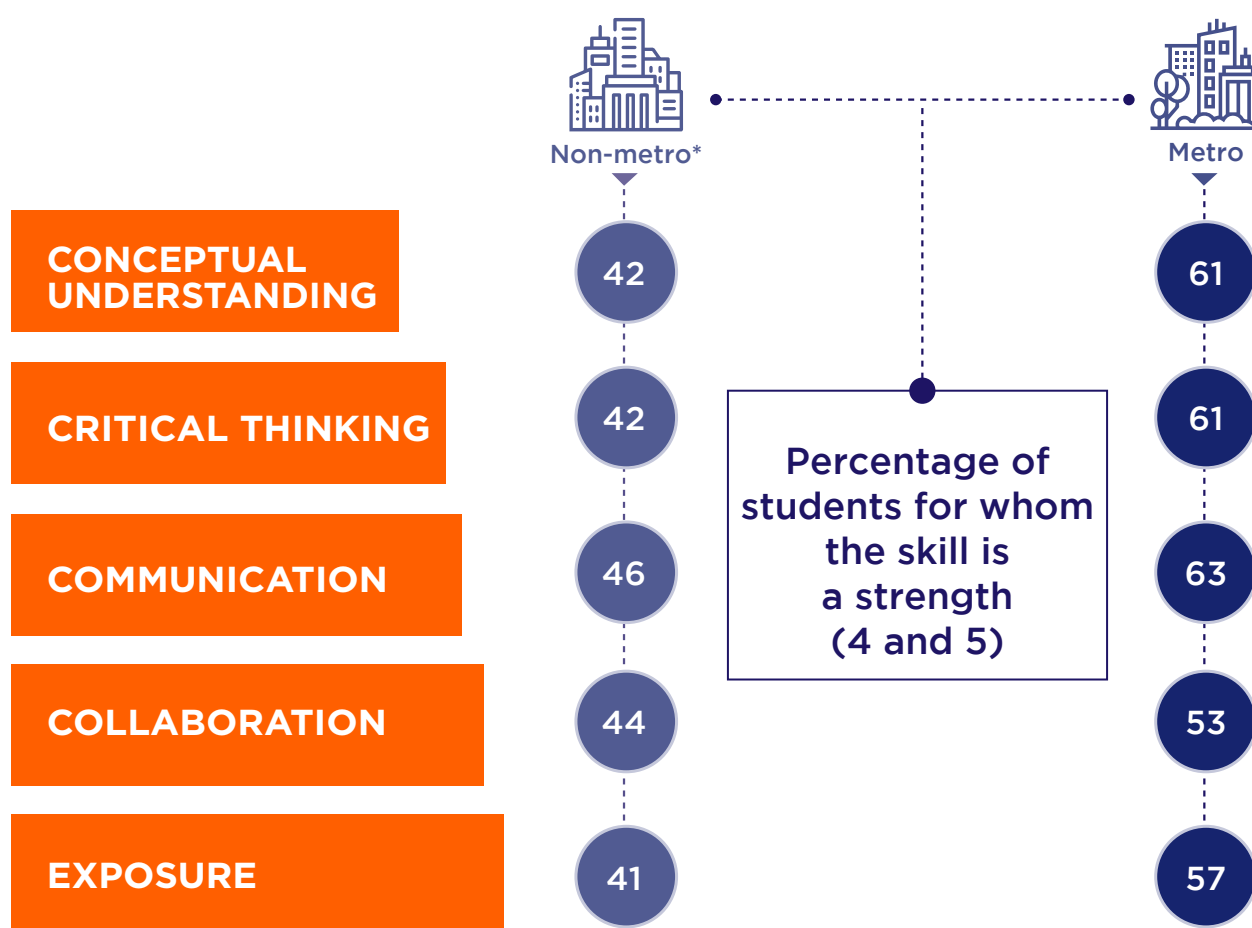 Non-metro*
Metro
CONCEPTUAL
UNDERSTANDING
42
61
CRITICAL THINKING
42
61
Percentage of
students for whom
the skill is
a strength
(4 and 5)
COMMUNICATION
46
63
COLLABORATION
44
53
EXPOSURE
41
57